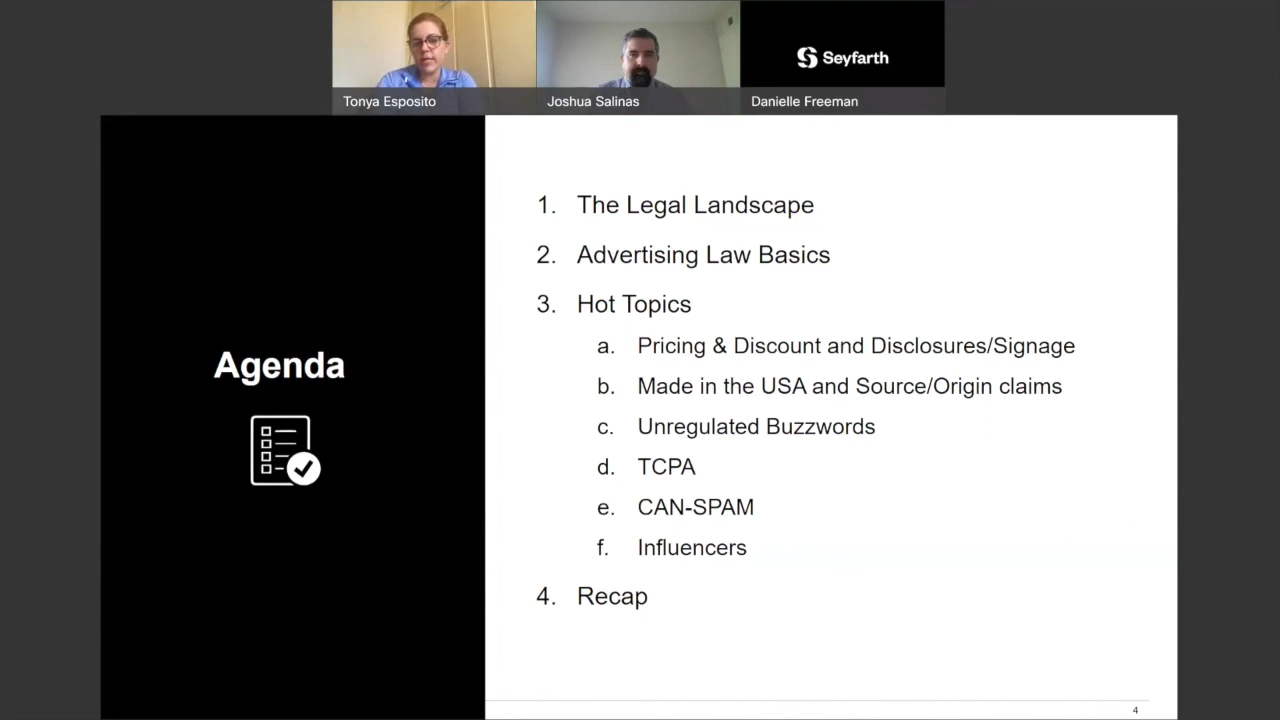 Seyfarth
Tonya Esposito
Joshua Salinas
Danielle Freeman
Agenda
1. The Legal Landscape
2. Advertising Law Basics
3. Hot Topics
a. Pricing & Discount and Disclosures/Signage
b. Made in the USA and Source/Origin claims
c. Unregulated Buzzwords
d. TCPA
e. CAN-SPAM
f. Influencers
4. Recap
4